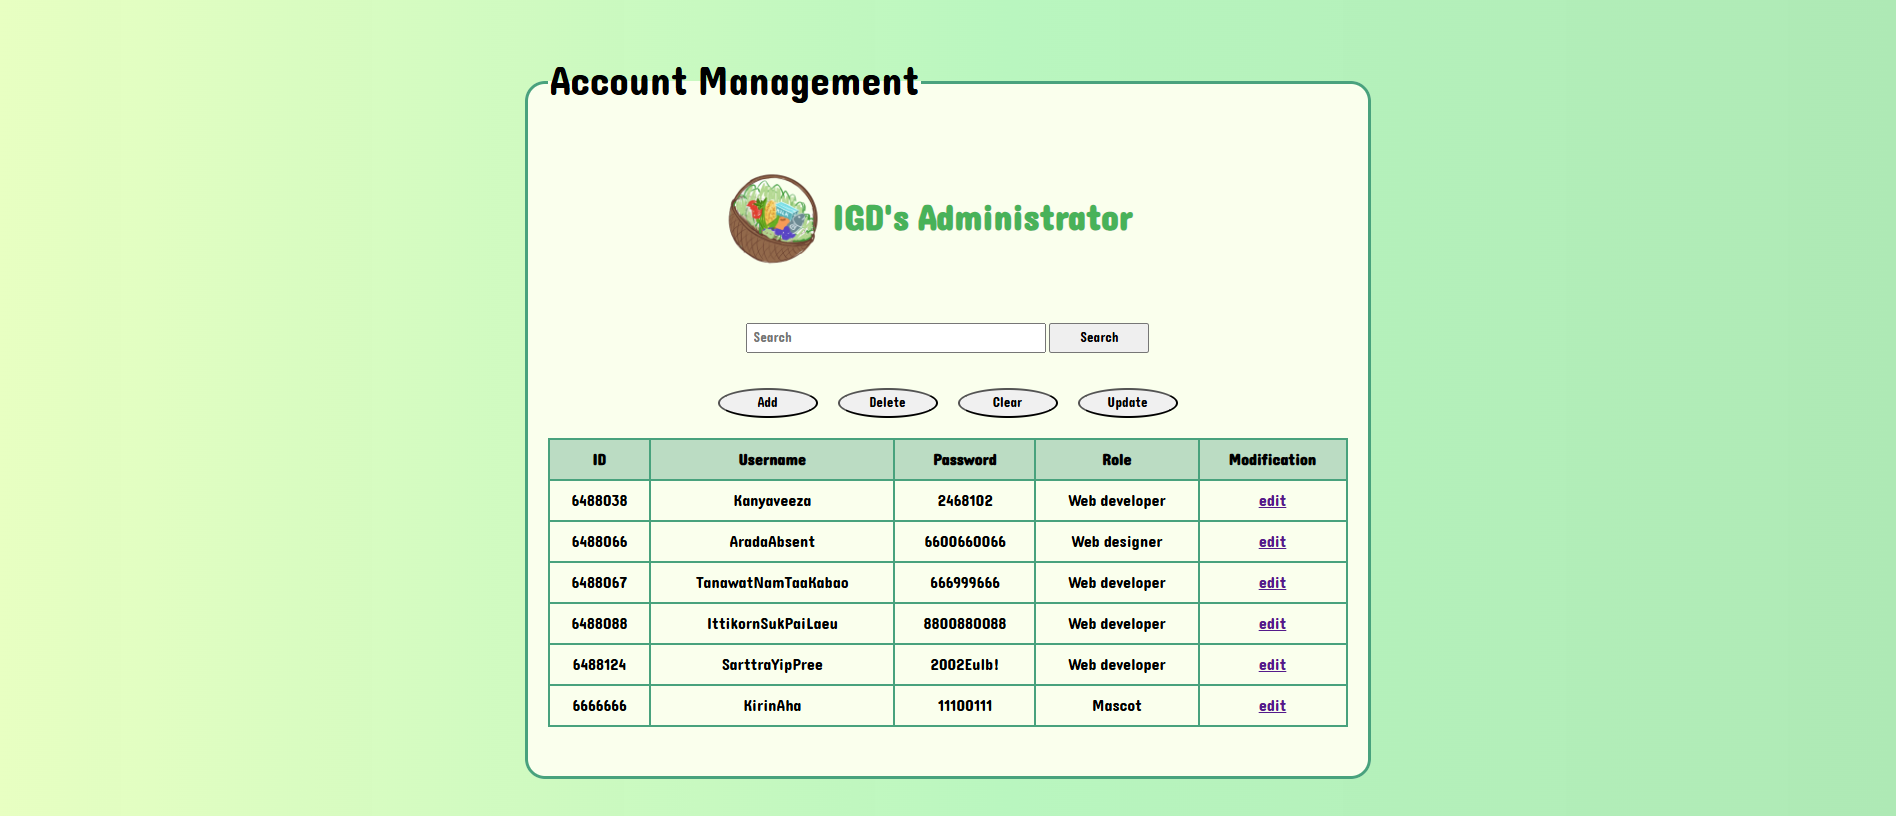 Account Management
IGD's Administrator
Search Search
Add Delete Clear Update
ID Username Password Role Modification
6488038 Kanyaveeza 2468102 Web developer edit
6488066 AradaAbsent 6600660066 Web designer edit
6488067 TanawatNamTaaKabao 666999666 Web developer edit
6488088 IttikornSukPaiLaeu 8800880088 Web developer edit
6488124 SarttraYipPree 2002Eulb! Web developer edit
6666666 KirinAha 11100111 Mascot edit